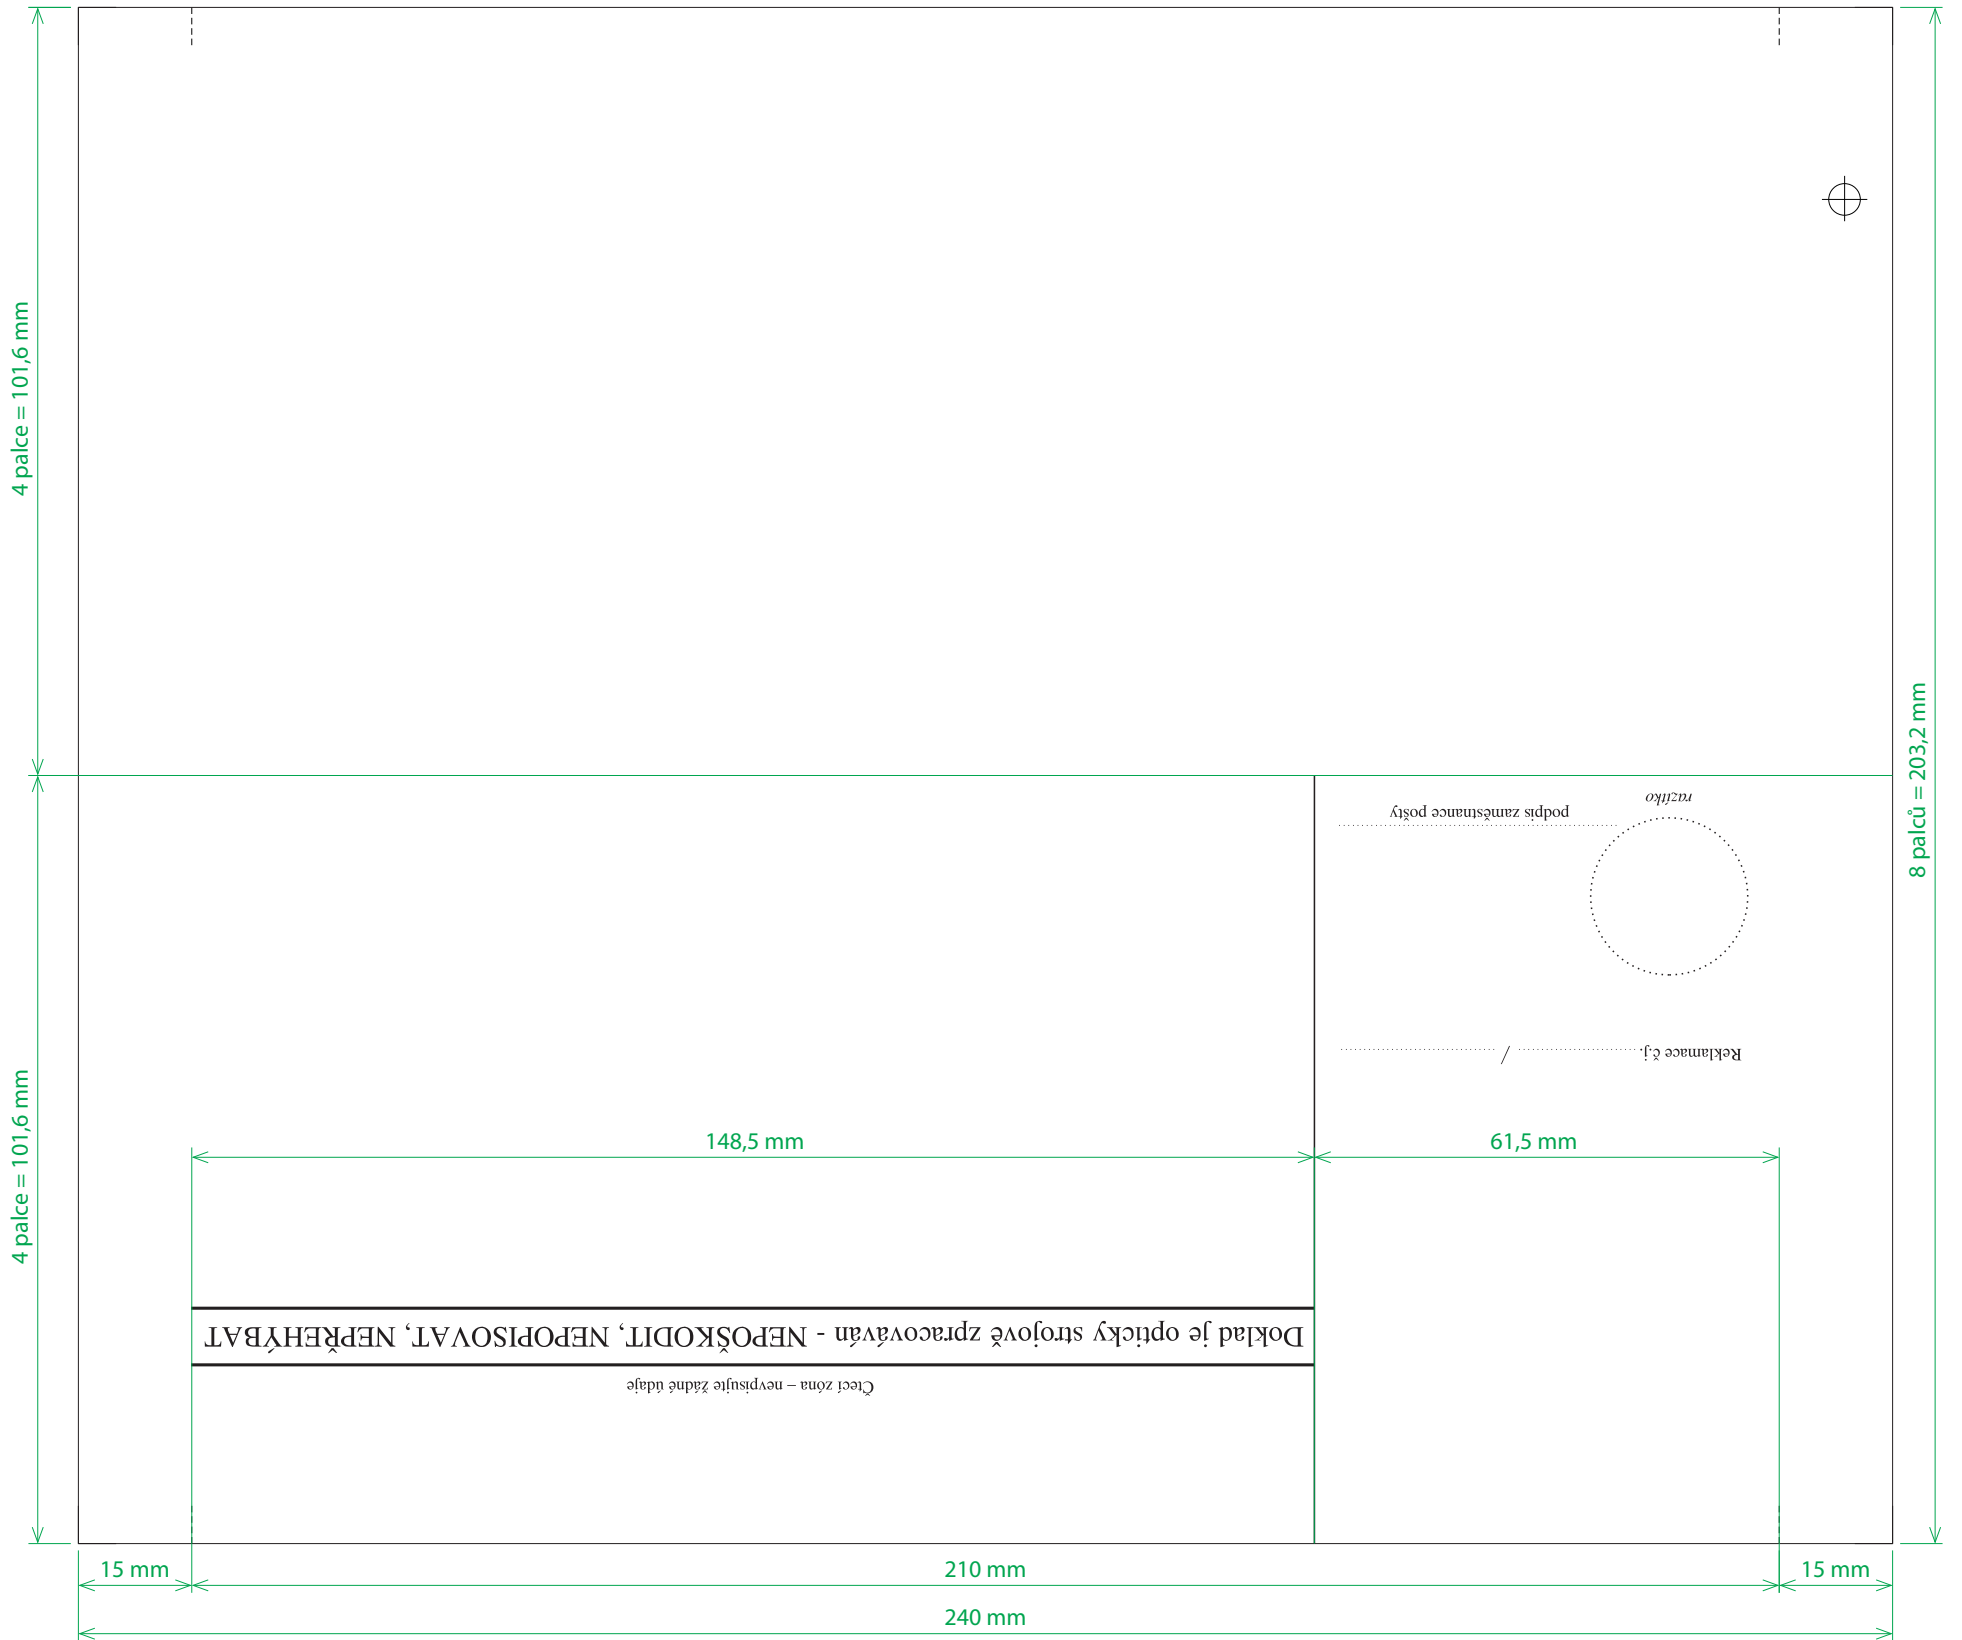 4 palce = 101,6 mm
8 palců = 203,2 mm
razítko
podpis zaměstnance pošty
Reklamace č.j. /
4 palce = 101,6 mm
148,5 mm
61,5 mm
Doklad je opticky strojově zpracováván - NEPOŠKODIT, NEPOPISOVAT, NEPŘEHÝBAT
Čtecí zóna – nevpisujte žádné údaje
15 mm
210 mm
15 mm
240 mm